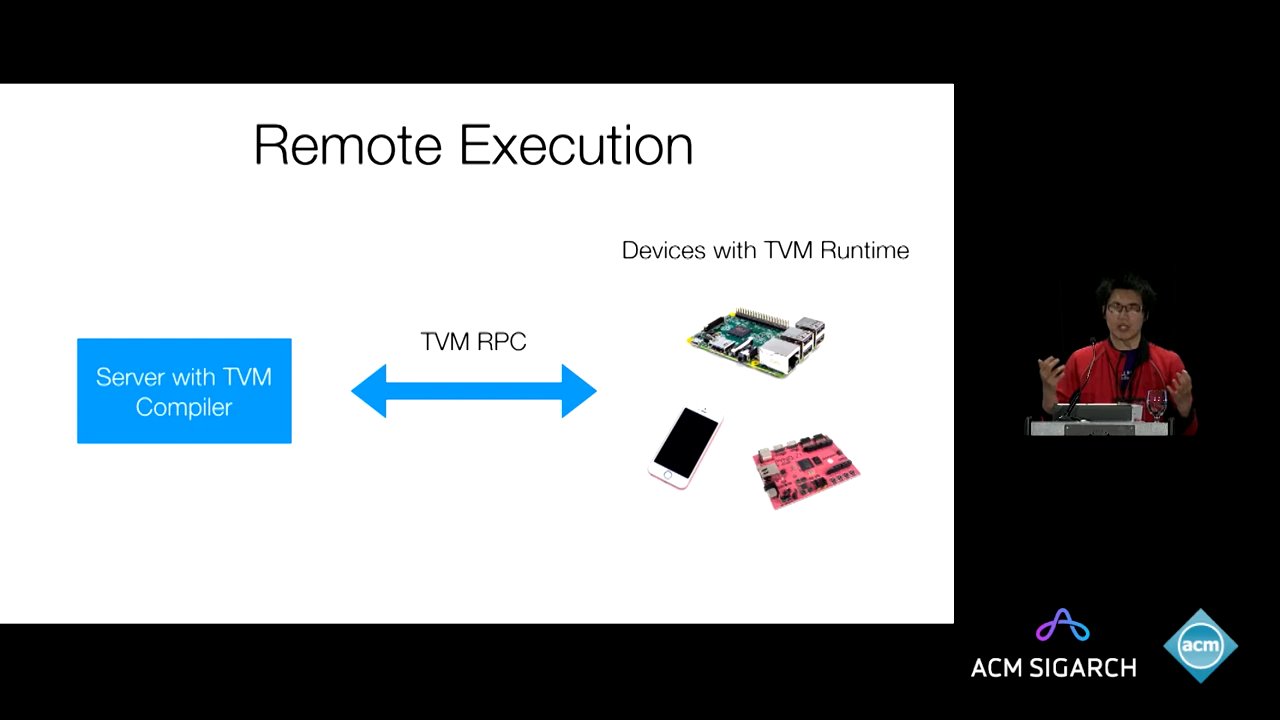 Remote Execution
Devices with TVM Runtime
TVM RPC
Server with TVM
Compiler
ACM SIGARCH
acm